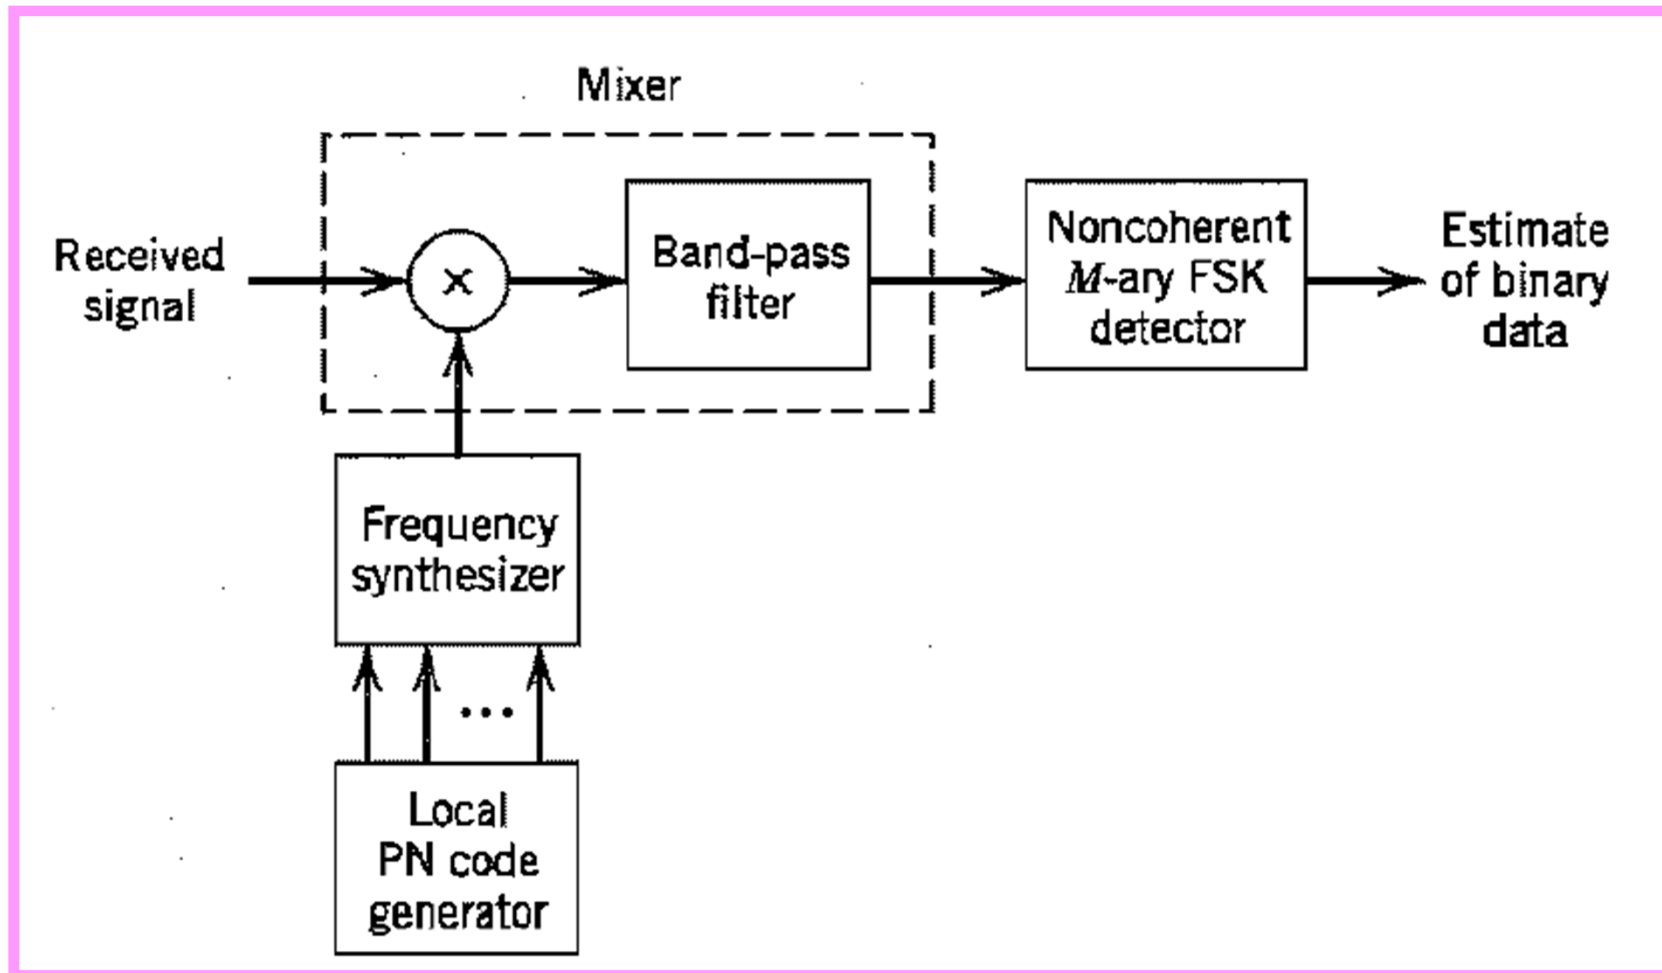 Mixer
Received
signal
×
Band-pass
filter
Noncoherent
M-ary FSK
detector
Estimate
of binary
data
Frequency
synthesizer
...
Local
PN code
generator